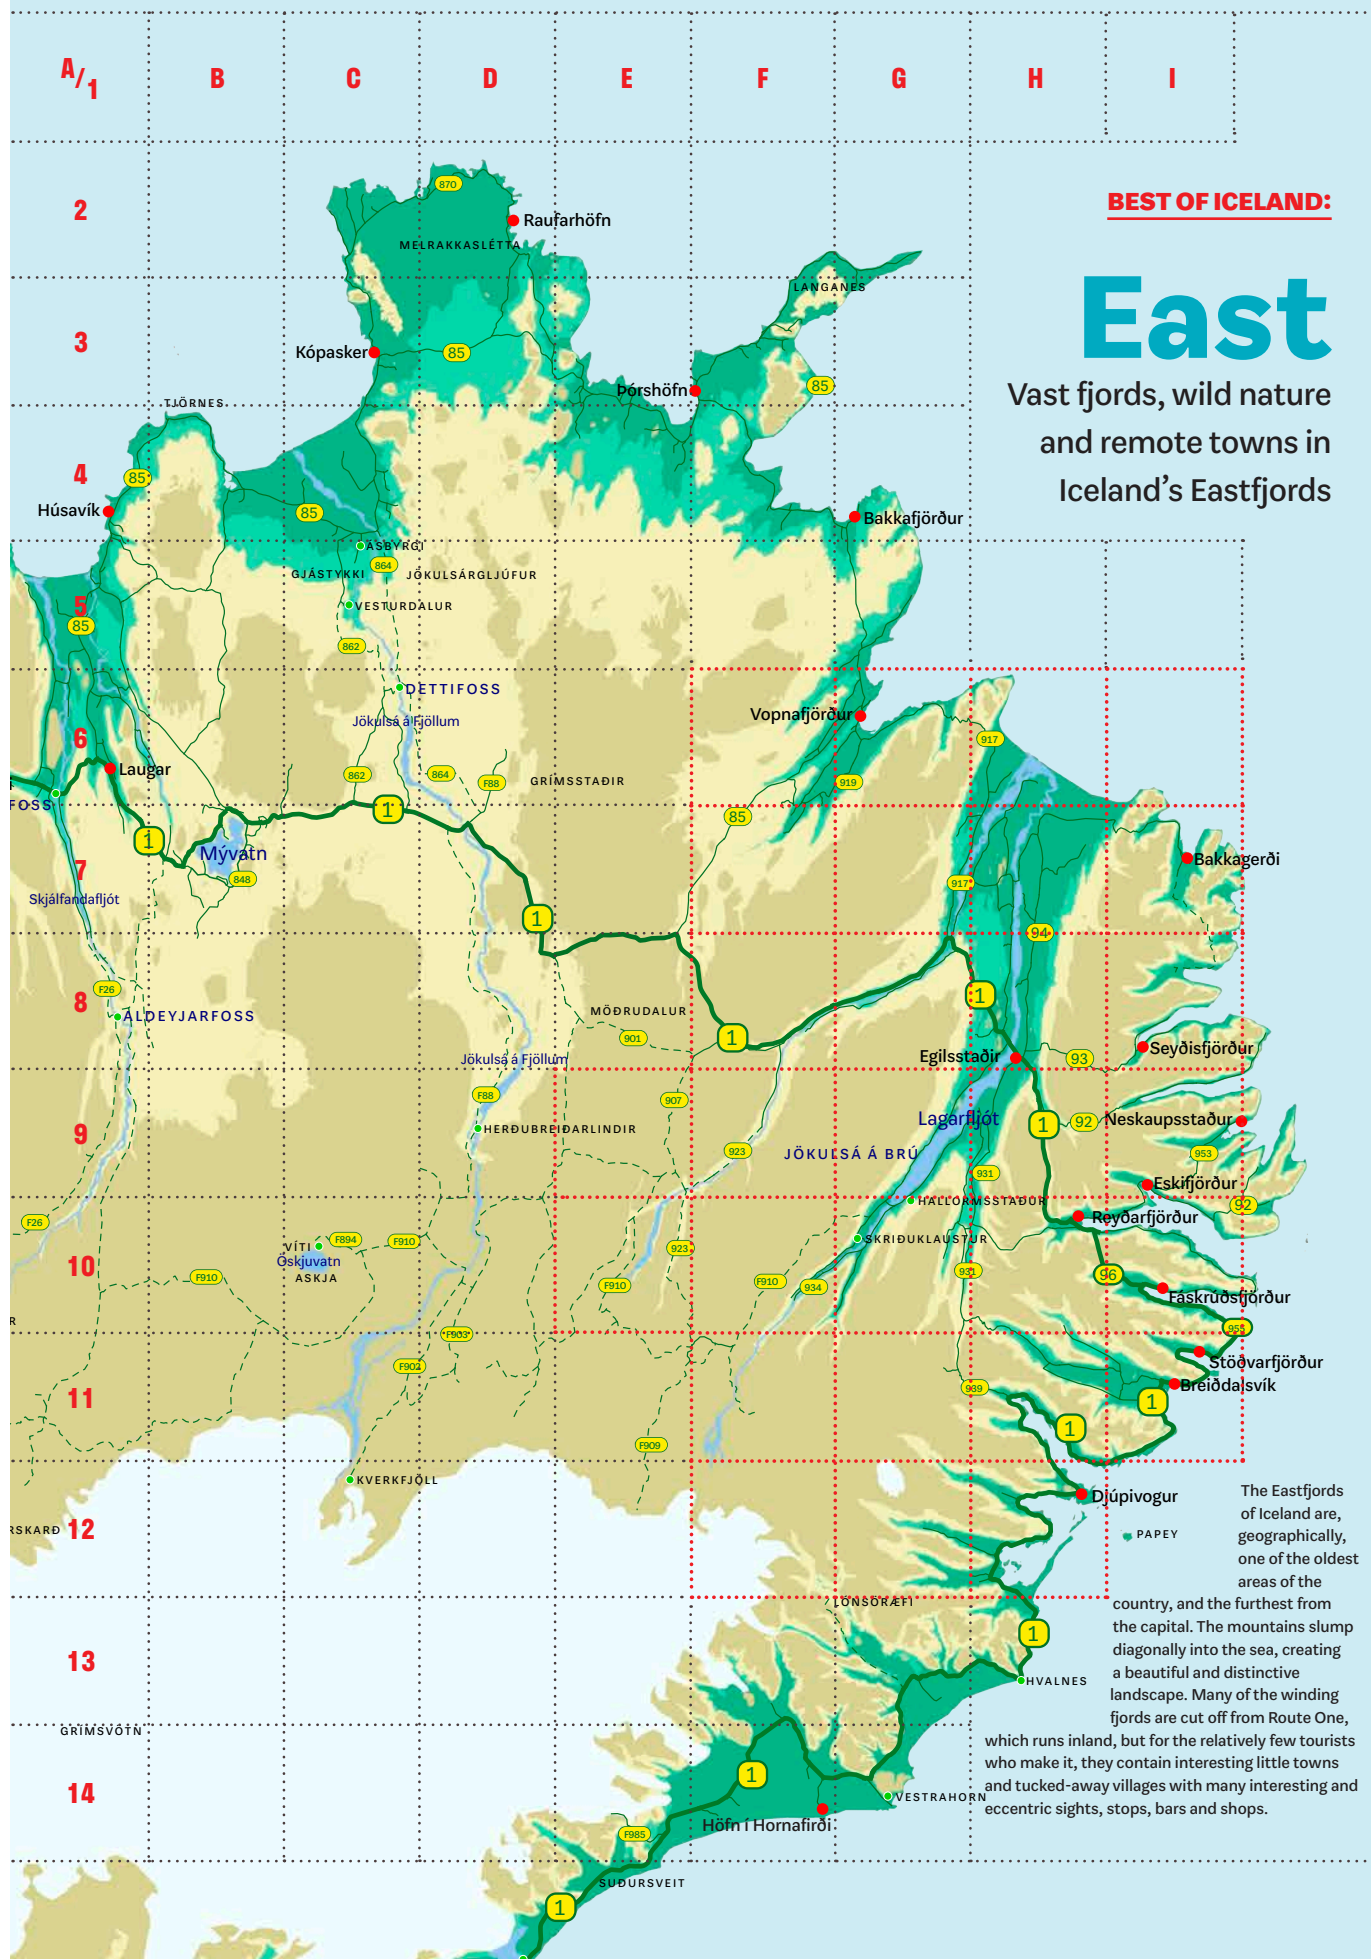 A/1
B
C
D
E
F
G
H
I
2
870
Raufarhöfn
MELRAKKASLÉTTA
BEST OF ICELAND:
East
Vast fjords, wild nature
and remote towns in
Iceland's Eastfjords
LANGANES
3
Kópasker
85
Þórshöfn
85
TJÖRNES
4
85
Húsavík
85
Bakkafjörður
ÁSBYRGI
864
GJÁSTYKKI
JÖKULSÁRGLJÚFUR
5
VESTURDALUR
85
862
DETTIFOSS
Vopnafjörður
Jökulsá á Fjöllum
6
917
Laugar
862
864
F88
GRÍMSSTAÐIR
919
FOSS
1
85
1
Mývatn
Bakkagerði
7
848
917
Skjálfandafljót
1
94
F26
8
1
MÖÐRUDALUR
ALDEYJARFOSS
901
1
Egilsstaðir
93
Seyðisfjörður
Jökulsá á Fjöllum
F88
907
Lagarfljót
1
92
Neskaupsstaður
9
HERÐUBREIÐARLINDIR
923
JÖKULSÁ Á BRÚ
953
931
Eskifjörður
HALLORMSSTAÐUR
92
F26
Reyðarfjörður
VÍTI
F894
F910
923
SKRIÐUKLAUSTUR
Öskjuvatn
10
ASKJA
F910
F910
F910
934
931
96
Fáskrúðsfjörður
R
F903
955
F902
Stöðvarfjörður
11
939
Breiðdalsvík
1
1
F909
KVERKFJÖLL
Djúpivogur
RSKARÐ
12
PAPEY
The Eastfjords
of Iceland are,
geographically,
one of the oldest
areas of the
country, and the furthest from
the capital. The mountains slump
diagonally into the sea, creating
a beautiful and distinctive
landscape. Many of the winding
fjords are cut off from Route One,
which runs inland, but for the relatively few tourists
who make it, they contain interesting little towns
and tucked-away villages with many interesting and
eccentric sights, stops, bars and shops.
LÓNSÖRÆFI
1
13
HVALNES
GRÍMSVÖTN
1
14
VESTRAHORN
Höfn í Hornafirði
F985
SUÐURSVEIT
1